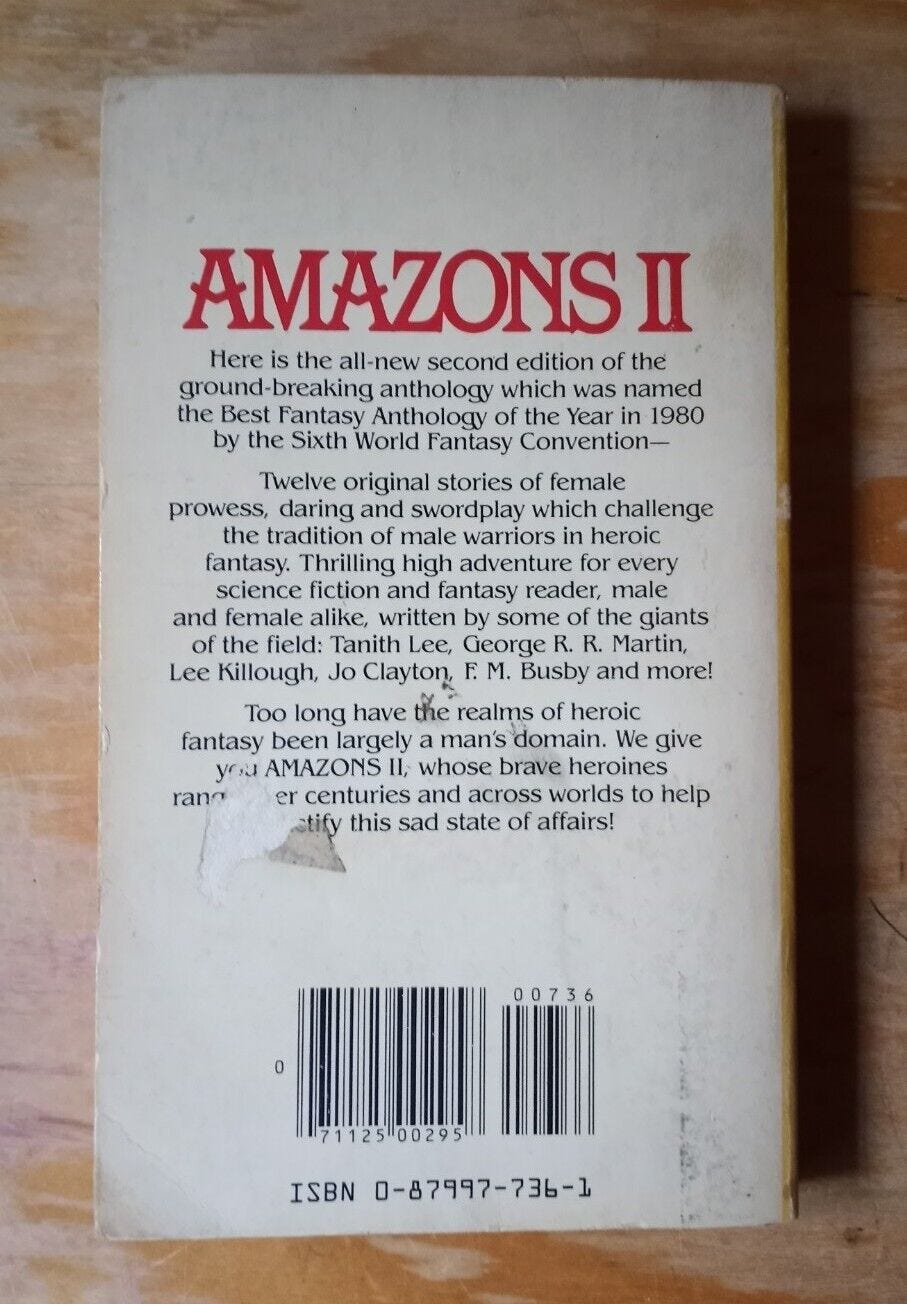 AMAZONS II
Here is the all-new second edition of the
ground-breaking anthology which was named
the Best Fantasy Anthology of the Year in 1980
by the Sixth World Fantasy Convention—
Twelve original stories of female
prowess, daring and swordplay which challenge
the tradition of male warriors in heroic
fantasy. Thrilling high adventure for every
science fiction and fantasy reader, male
and female alike, written by some of the giants
of the field: Tanith Lee, George R. R. Martin,
Lee Killough, Jo Clayton, F. M. Busby and more!
Too long have the realms of heroic
fantasy been largely a man's domain. We give
you AMAZONS II, whose brave heroines
centuries and across worlds to help
this sad state of affairs!
00736
0
71125 00295
ISBN 0-87997-736-1